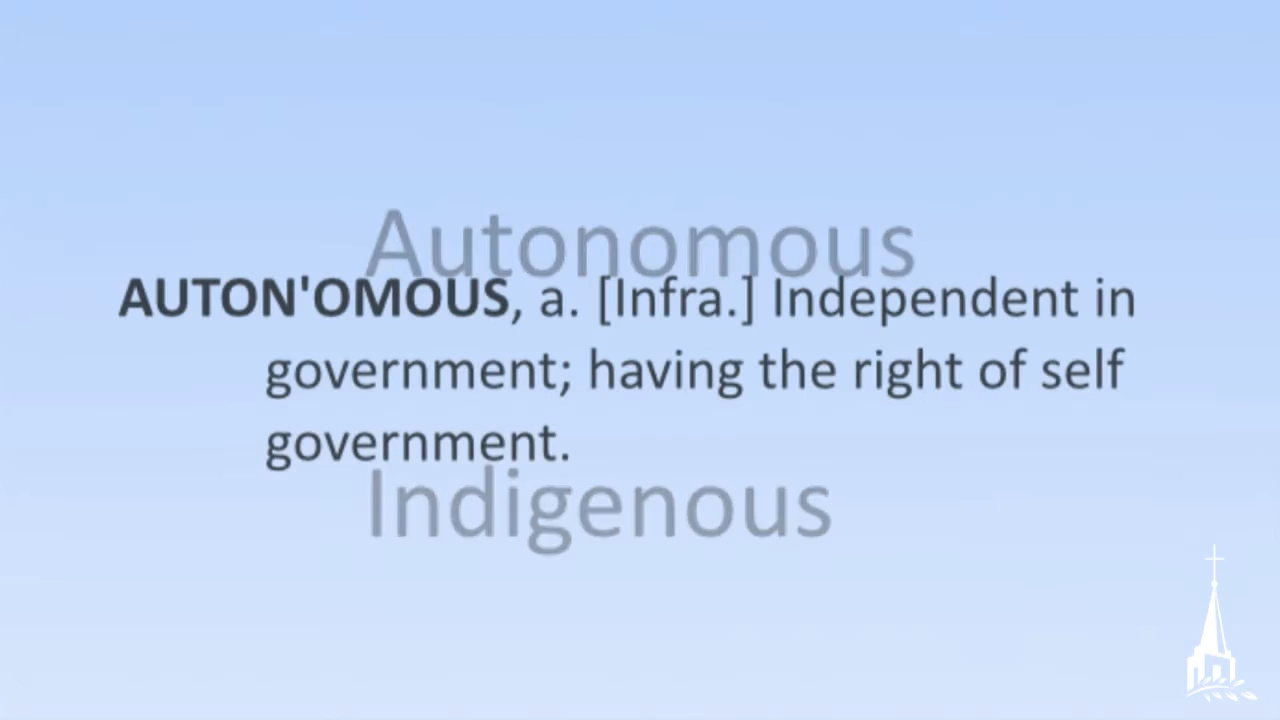 Autonomous
AUTON'OMOUS, a. [Infra.] Independent in
government; having the right of self
government.
Indigenous